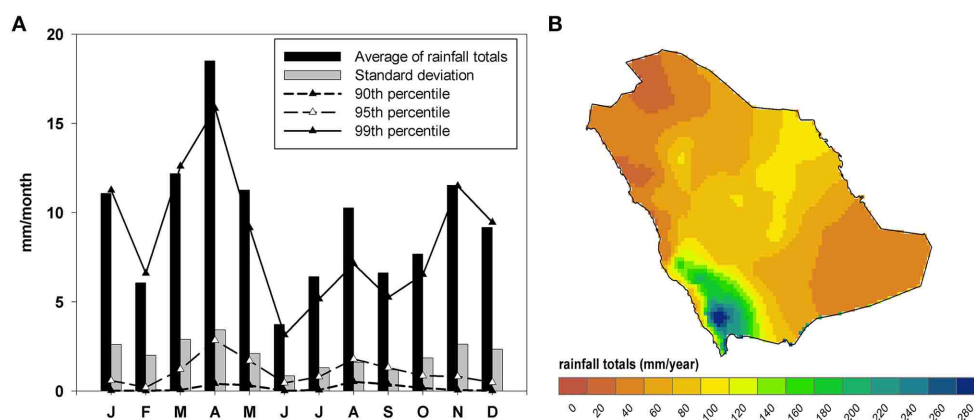 A
B
20
15
10
5
0
mm/month
Average of rainfall totals
Standard deviation
90th percentile
95th percentile
99th percentile
J F M A M J J A S O N D
rainfall totals (mm/year)
0 20 40 60 80 100 120 140 160 180 200 220 240 260 280